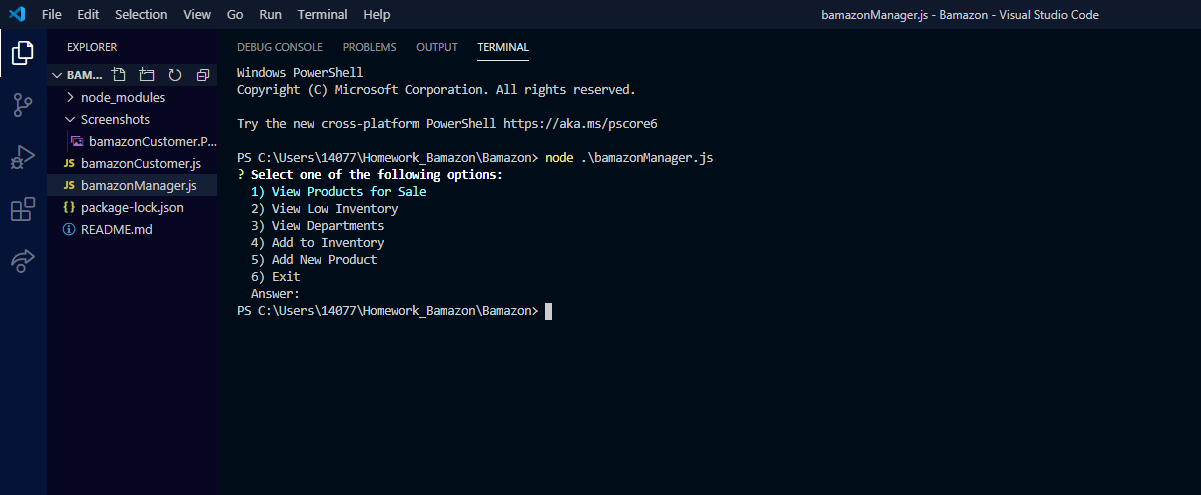 File Edit Selection View Go Run Terminal Help
bamazonManager.js - Bamazon - Visual Studio Code
EXPLORER
BAM...
node_modules
Screenshots
bamazonCustomer.P...
JS bamazonCustomer.js
JS bamazonManager.js
{} package-lock.json
README.md
DEBUG CONSOLE PROBLEMS OUTPUT TERMINAL
Windows PowerShell
Copyright (C) Microsoft Corporation. All rights reserved.
Try the new cross-platform PowerShell https://aka.ms/pscore6
PS C:\Users\14077\Homework_Bamazon\Bamazon> node .\bamazonManager.js
? Select one of the following options:
1) View Products for Sale
2) View Low Inventory
3) View Departments
4) Add to Inventory
5) Add New Product
6) Exit
Answer:
PS C:\Users\14077\Homework_Bamazon\Bamazon>